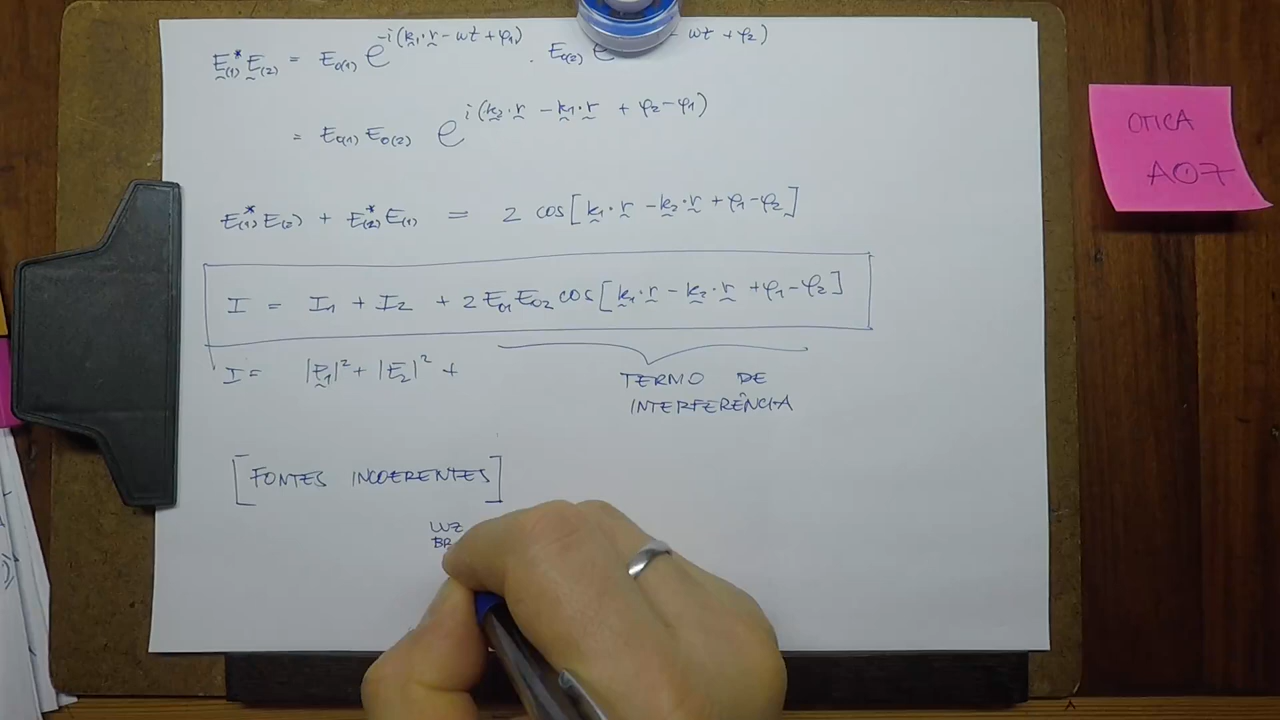 E₍₁₎* E₍₂₎ = E₀₍₁₎ e^{-i(k₁·r - ωt + φ₁)} . E₀₍₂₎ e^{- ωt + φ₂)}
= E₀₍₁₎ E₀₍₂₎ e^{i(k₂·r - k₁·r + φ₂-φ₁)}
E₍₁₎* E₍₂₎ + E₍₂₎* E₍₁₎ = 2 cos[k₁·r - k₂·r + φ₁-φ₂]
I = I₁ + I₂ + 2 E₀₁ E₀₂ cos[k₁·r - k₂·r + φ₁-φ₂]
I = |E₁|² + |E₂|² +
TERMO DE
INTERFERÊNCIA
[FONTES INCOERENTES]
LUZ
BR
OTICA
A07